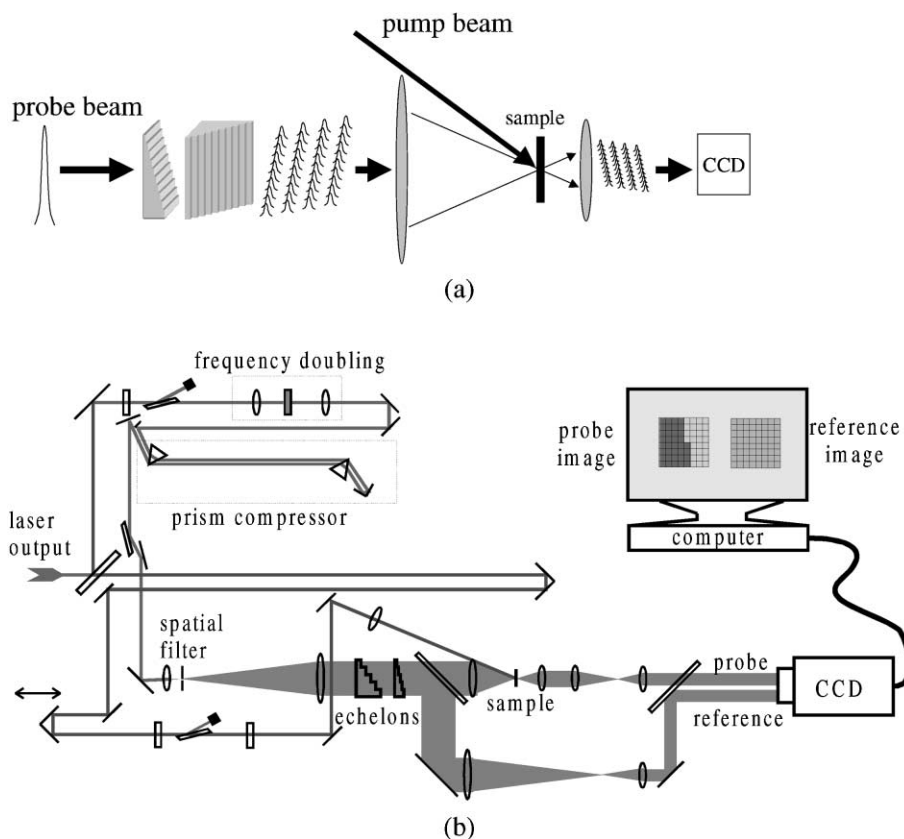 pump beam
probe beam
sample
CCD
(a)
frequency doubling
probe
image
reference
image
prism compressor
laser
output
computer
spatial
filter
echelons
sample
probe
reference
CCD
(b)